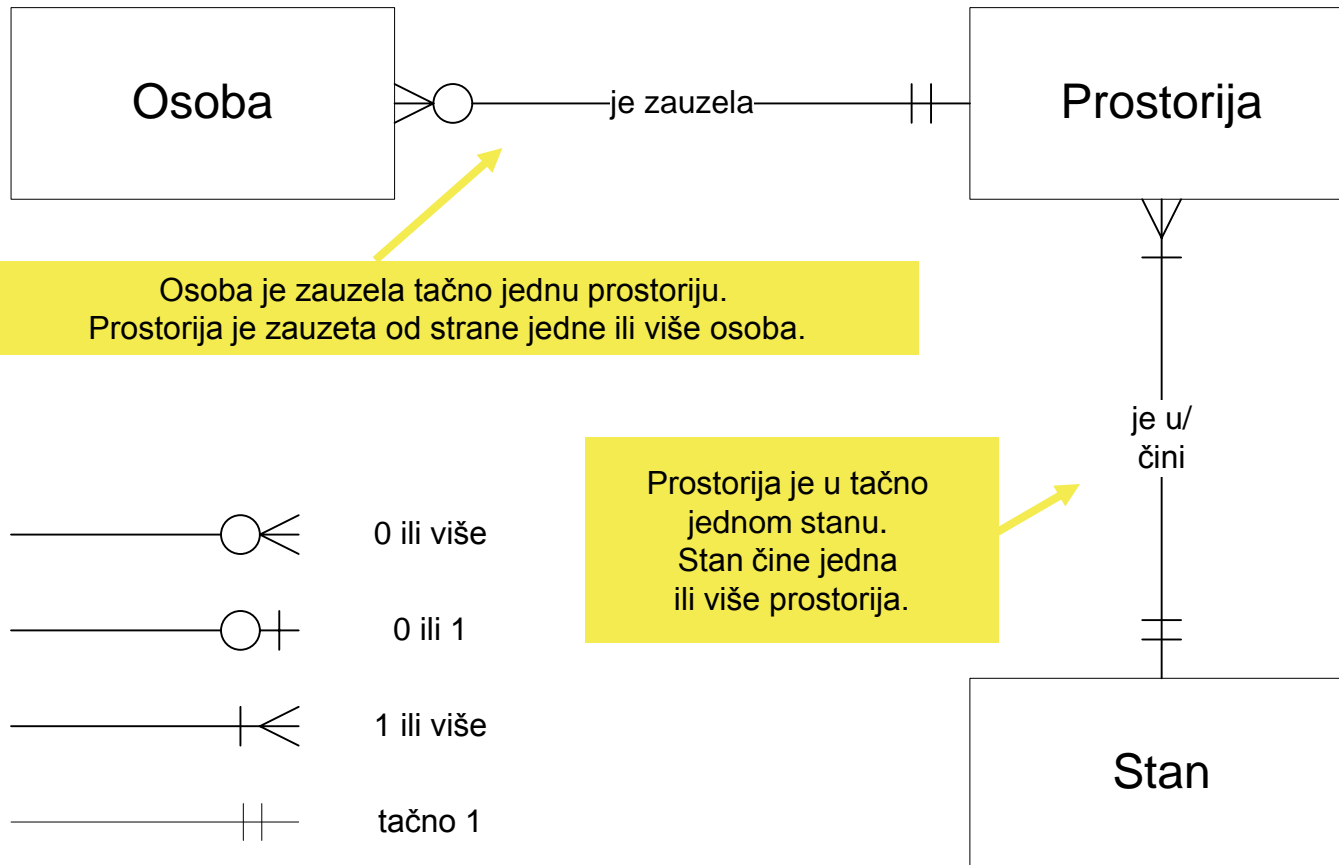 Osoba
je zauzela
Prostorija
Osoba je zauzela tačno jednu prostoriju.
Prostorija je zauzeta od strane jedne ili više osoba.
je u/
čini
Prostorija je u tačno
jednom stanu.
Stan čine jedna
ili više prostorija.
0 ili više
0 ili 1
1 ili više
tačno 1
Stan